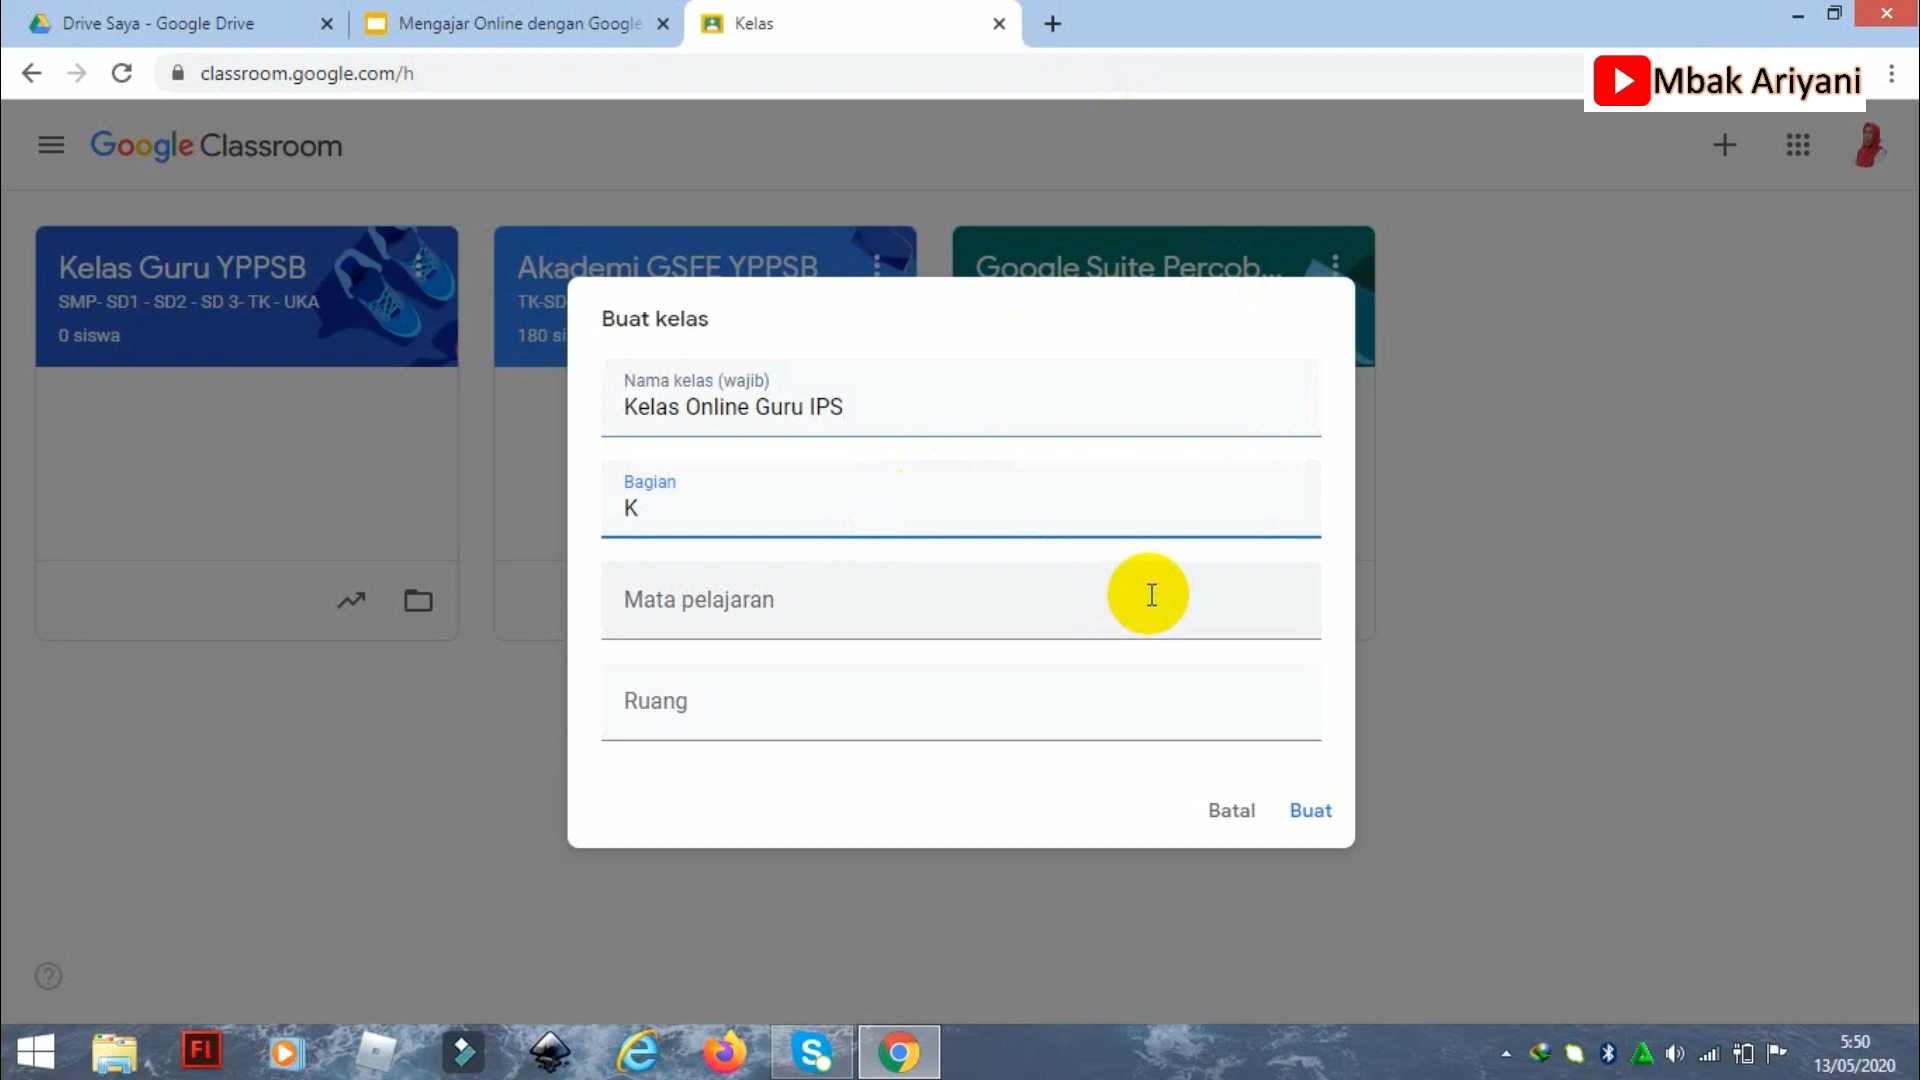 Drive Saya - Google Drive
Mengajar Online dengan Google
Kelas
classroom.google.com/h
Mbak Ariyani
Google Classroom
Kelas Guru YPPSB
SMP- SD1 - SD2 - SD 3- TK - UKA
0 siswa
Akademi GSFE YPPSB
TK-SD
180 si
Google Suite Percob...
Buat kelas
Nama kelas (wajib)
Kelas Online Guru IPS
Bagian
K
Mata pelajaran
Ruang
Batal
Buat
5:50
13/05/2020